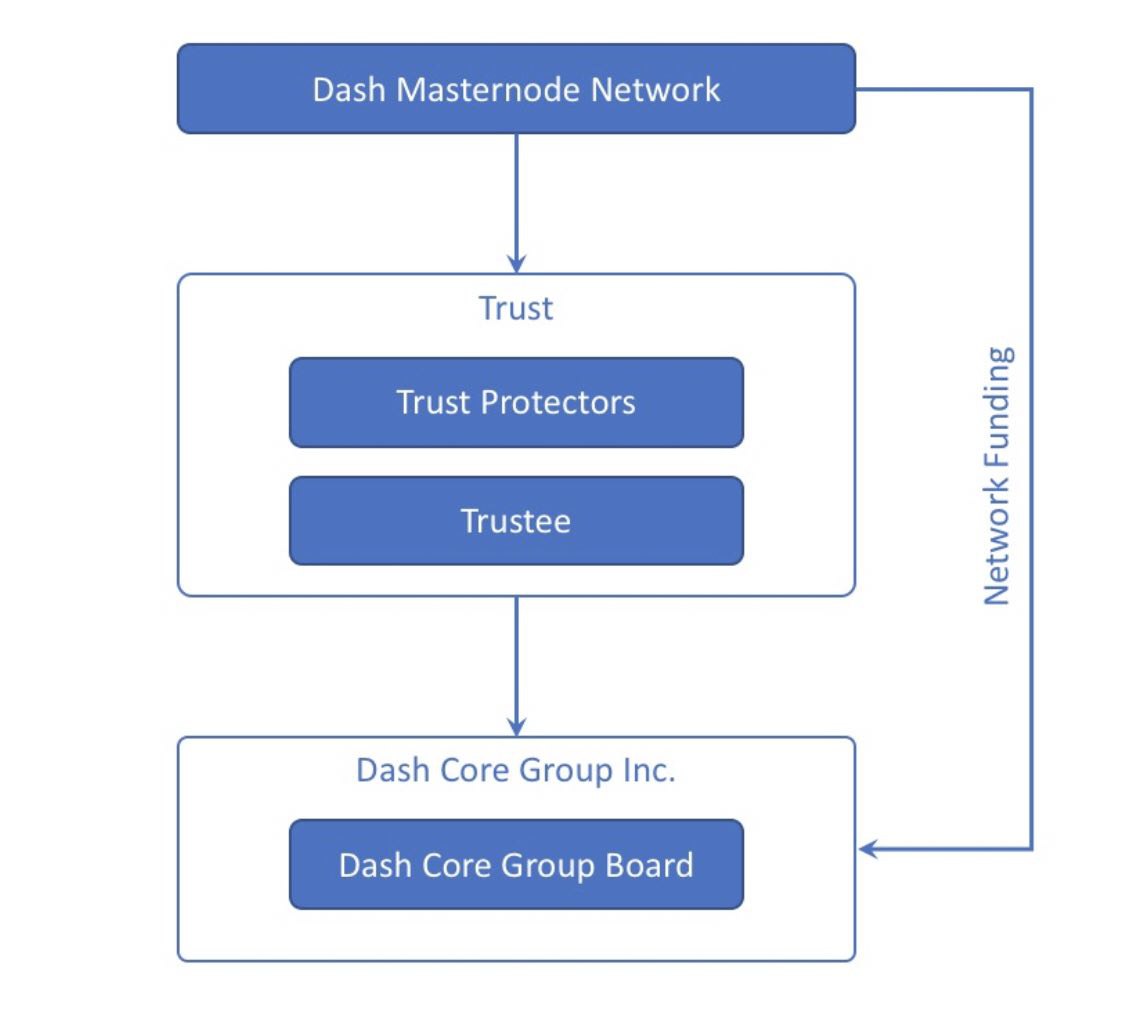 Dash Masternode Network
Trust
Trust Protectors
Trustee
Network Funding
Dash Core Group Inc.
Dash Core Group Board